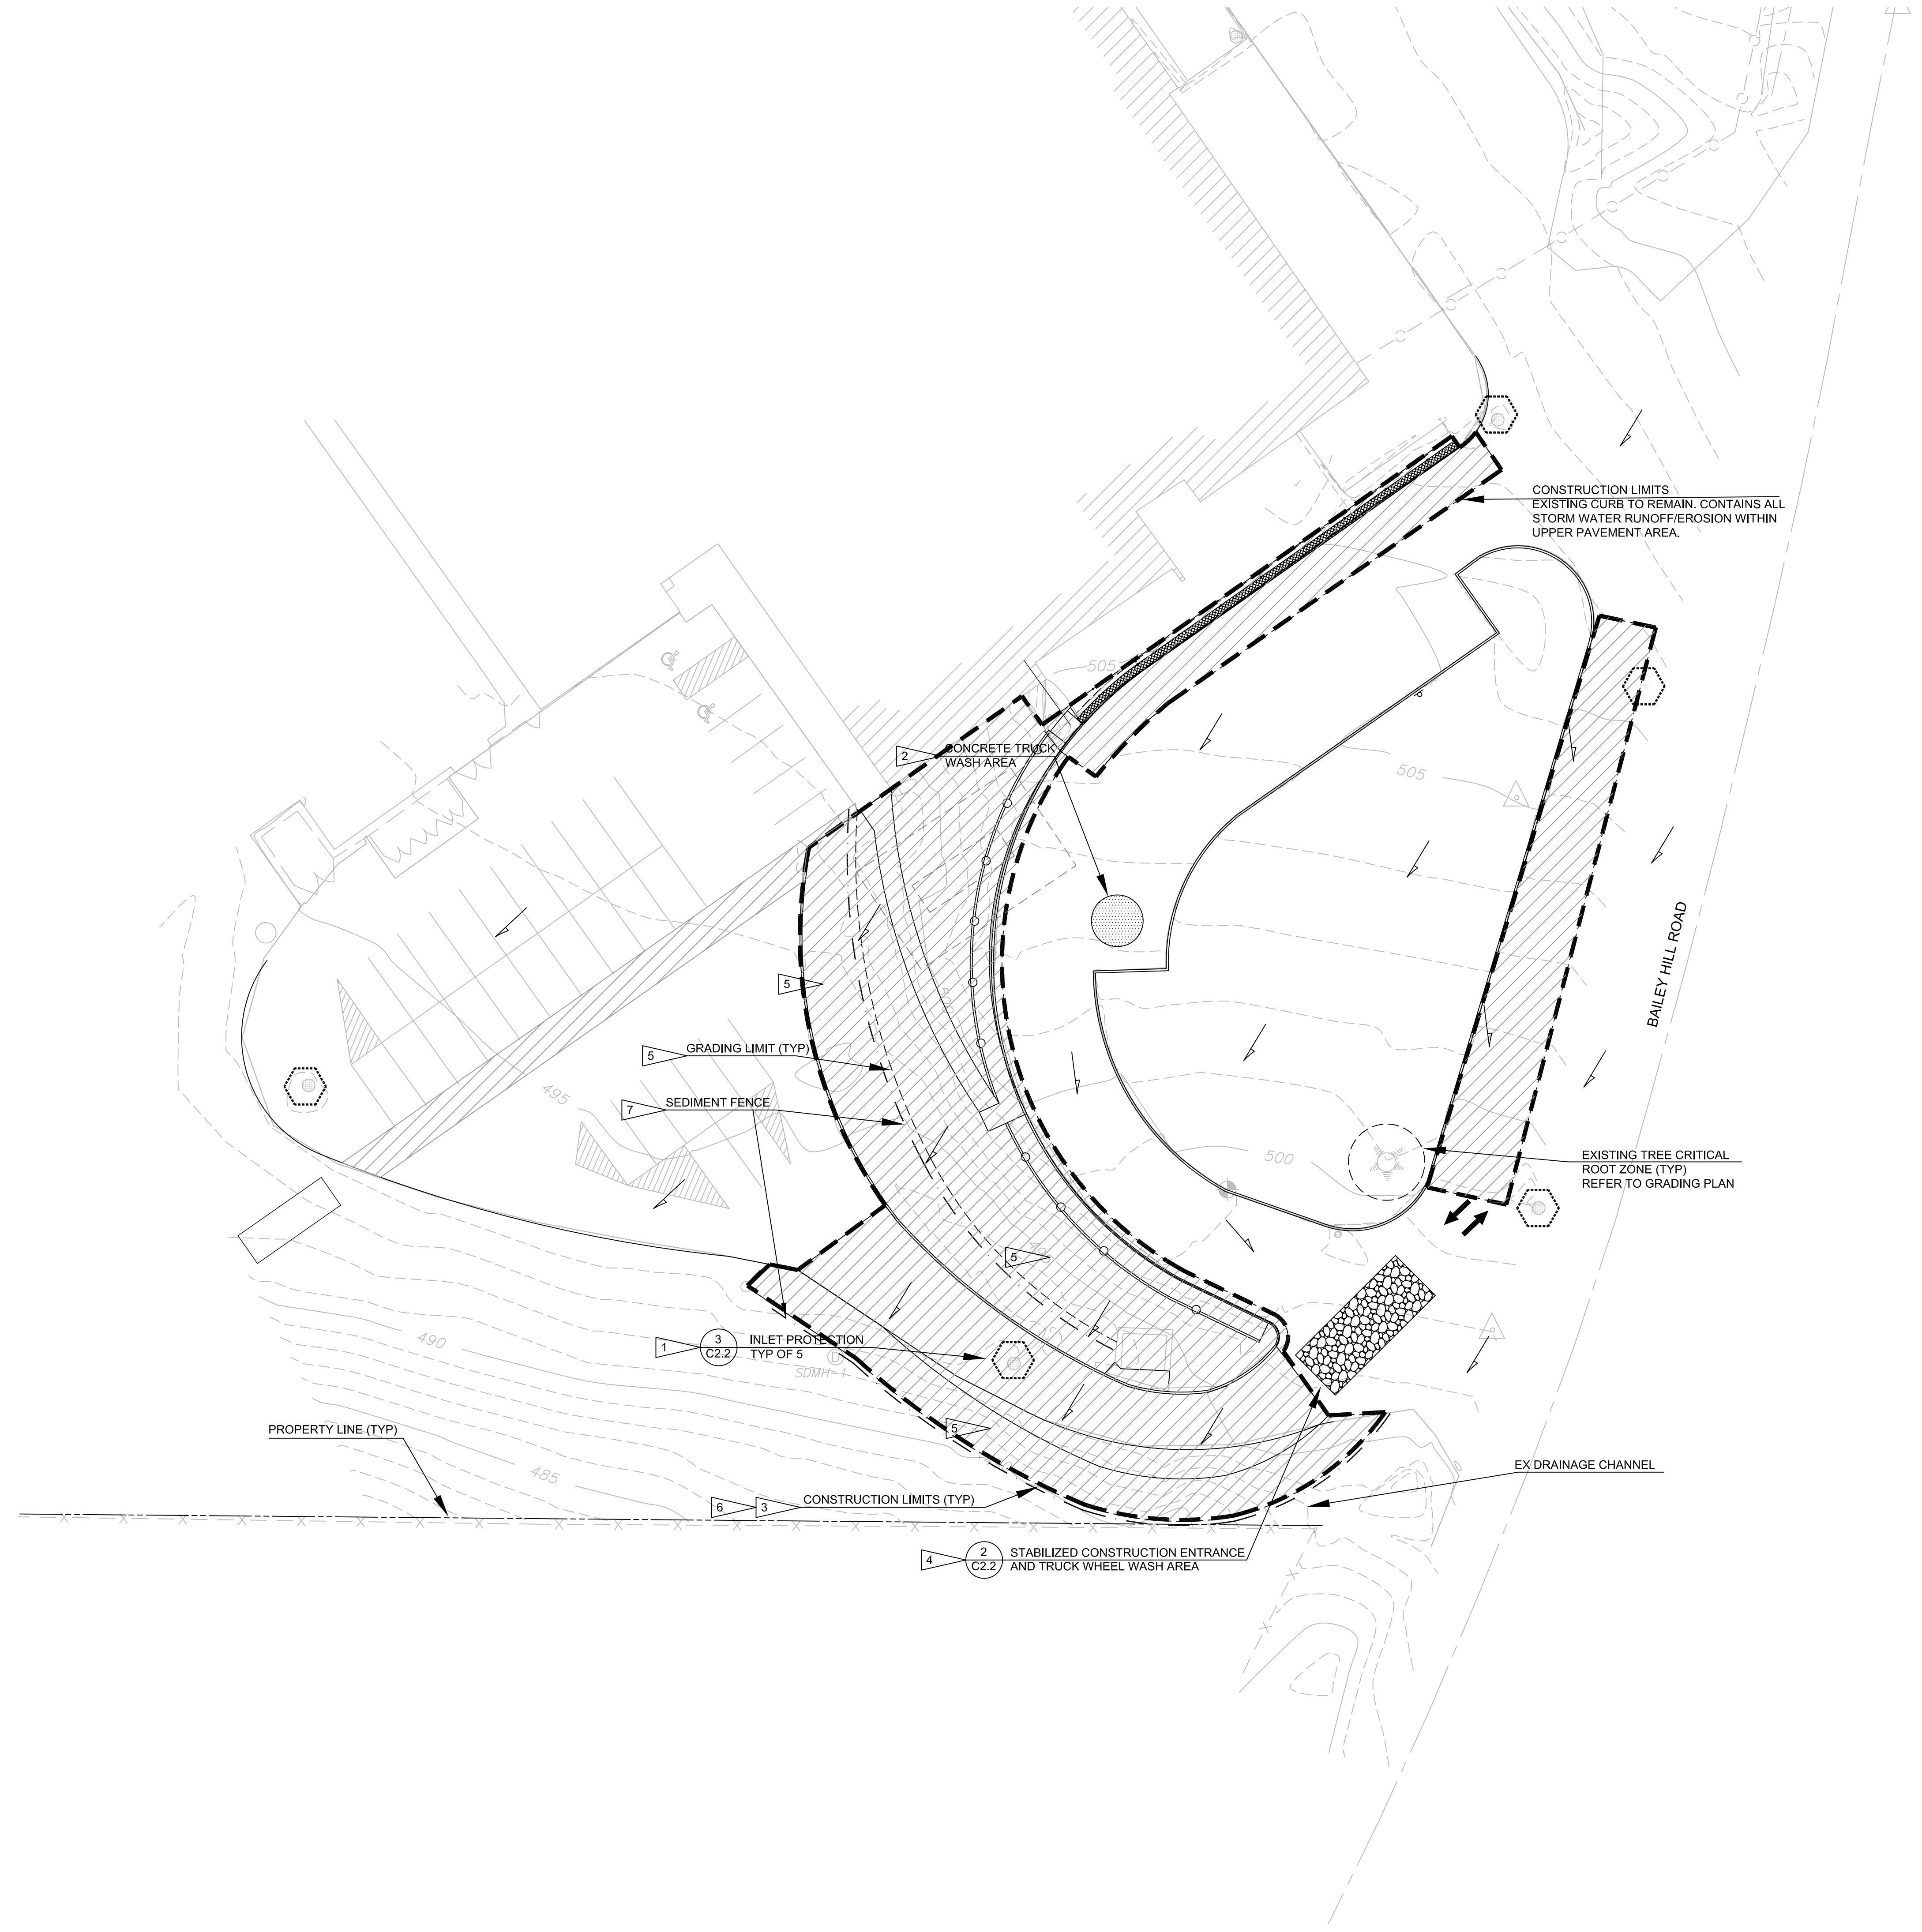 CONSTRUCTION LIMITS
EXISTING CURB TO REMAIN. CONTAINS ALL
STORM WATER RUNOFF/EROSION WITHIN
UPPER PAVEMENT AREA.
505
2
CONCRETE TRUCK
WASH AREA
505
BAILEY HILL ROAD
5
5
GRADING LIMIT (TYP)
495
7
SEDIMENT FENCE
500
EXISTING TREE CRITICAL
ROOT ZONE (TYP)
REFER TO GRADING PLAN
5
490
1
3
C2.2
INLET PROTECTION
TYP OF 5
SDMH-1
D
5
PROPERTY LINE (TYP)
485
EX DRAINAGE CHANNEL
6
3
CONSTRUCTION LIMITS (TYP)
4
2
C2.2
STABILIZED CONSTRUCTION ENTRANCE
AND TRUCK WHEEL WASH AREA